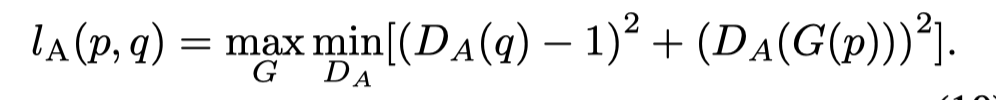 l_A(p, q) = max_G min_{D_A} [(D_A(q) − 1)² + (D_A(G(p)))²].